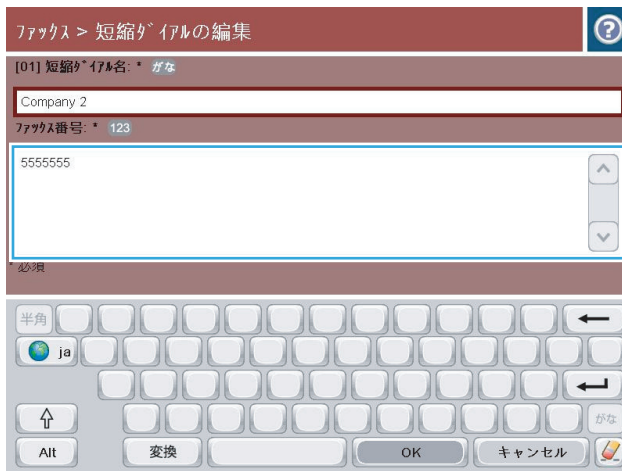 ﾌｧｯｸｽ > 短縮ﾀﾞｲｱﾙの編集
?
[01] 短縮ﾀﾞｲｱﾙ名: * がな
Company 2
ﾌｧｯｸｽ番号: * 123
5555555
* 必須
半角
ja
がな
Alt 変換 OK キャンセル